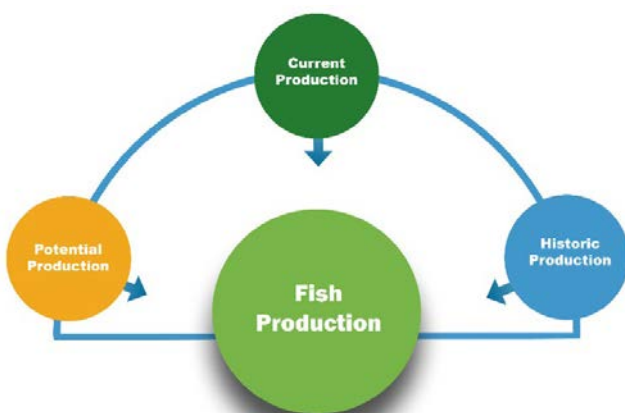 Current
Production
Potential
Production
Historic
Production
Fish
Production